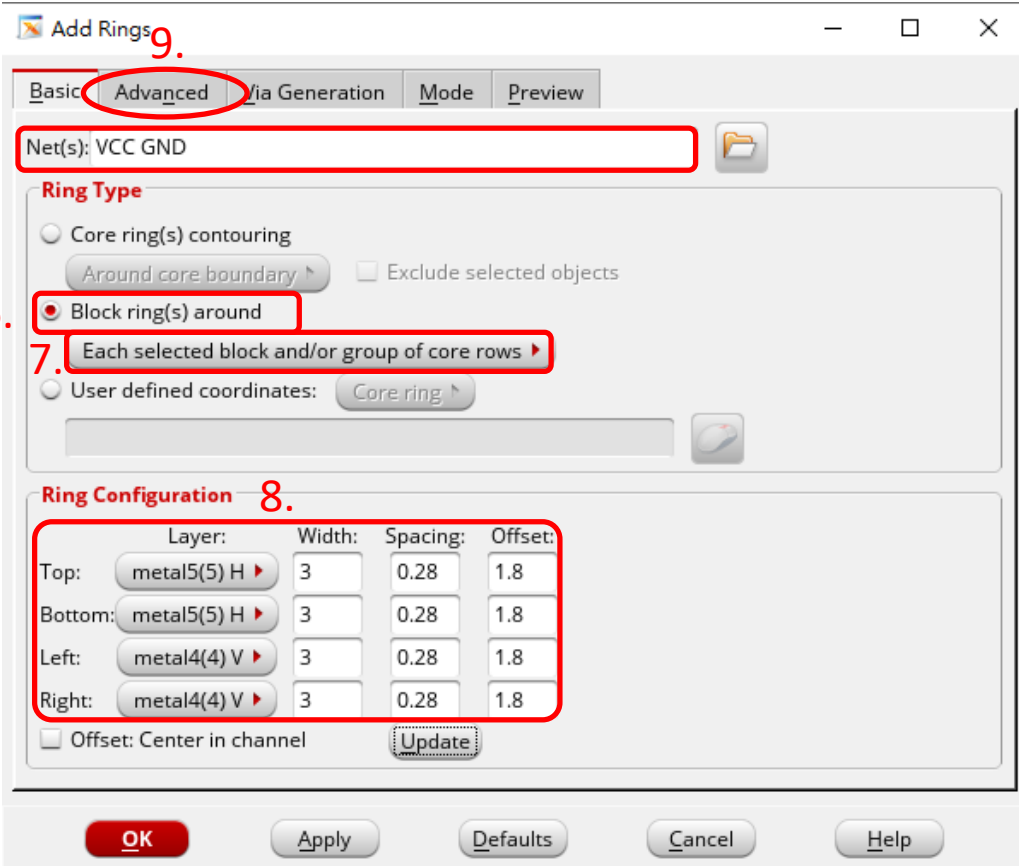 Add Rings
9.
Basic Advanced Via Generation Mode Preview
Net(s): VCC GND
Ring Type
Core ring(s) contouring
Around core boundary Exclude selected objects
Block ring(s) around
7. Each selected block and/or group of core rows
User defined coordinates: Core ring
Ring Configuration 8.
Layer: Width: Spacing: Offset:
Top: metal5(5) H 3 0.28 1.8
Bottom: metal5(5) H 3 0.28 1.8
Left: metal4(4) V 3 0.28 1.8
Right: metal4(4) V 3 0.28 1.8
Offset: Center in channel Update
OK Apply Defaults Cancel Help